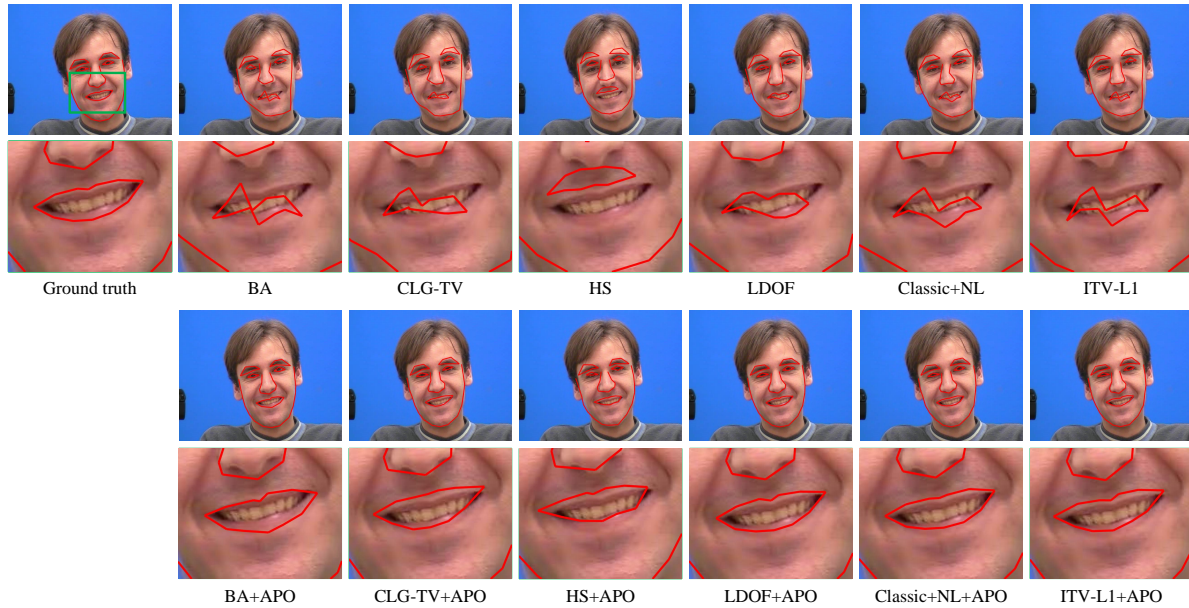 Ground truth BA CLG-TV HS LDOF Classic+NL ITV-L1
BA+APO CLG-TV+APO HS+APO LDOF+APO Classic+NL+APO ITV-L1+APO